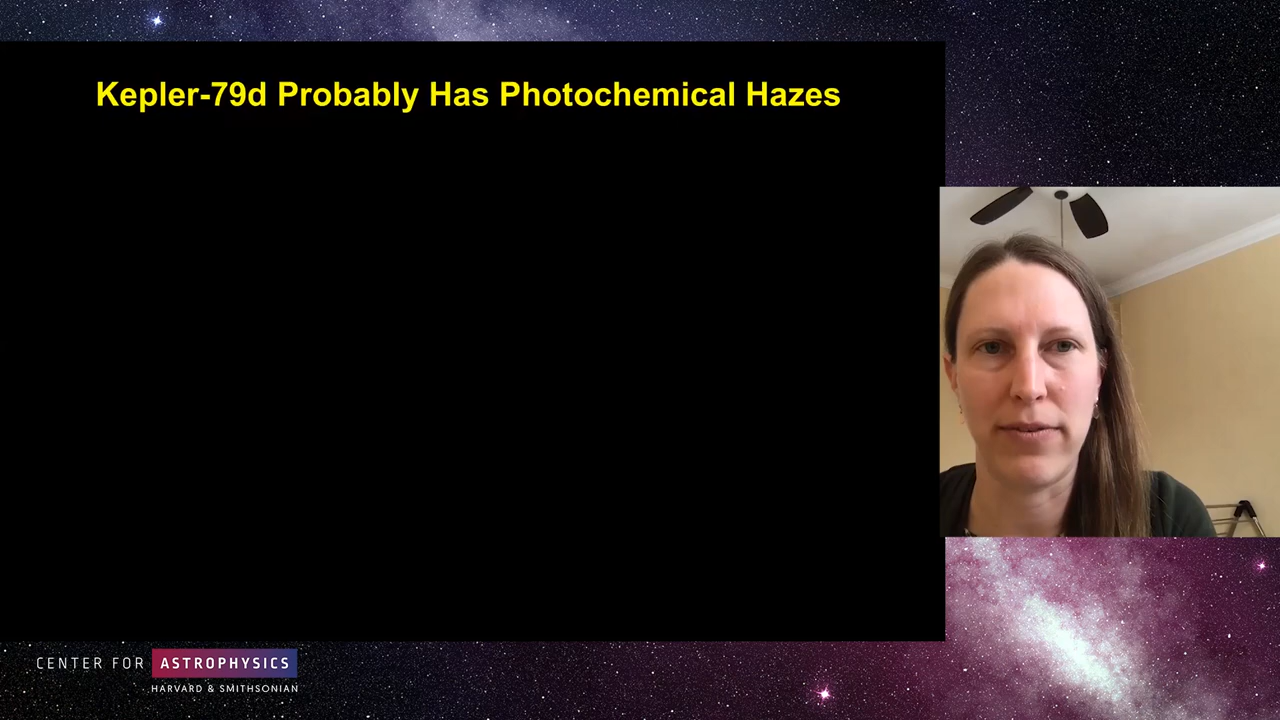 Kepler-79d Probably Has Photochemical Hazes
CENTER FOR ASTROPHYSICS
HARVARD & SMITHSONIAN